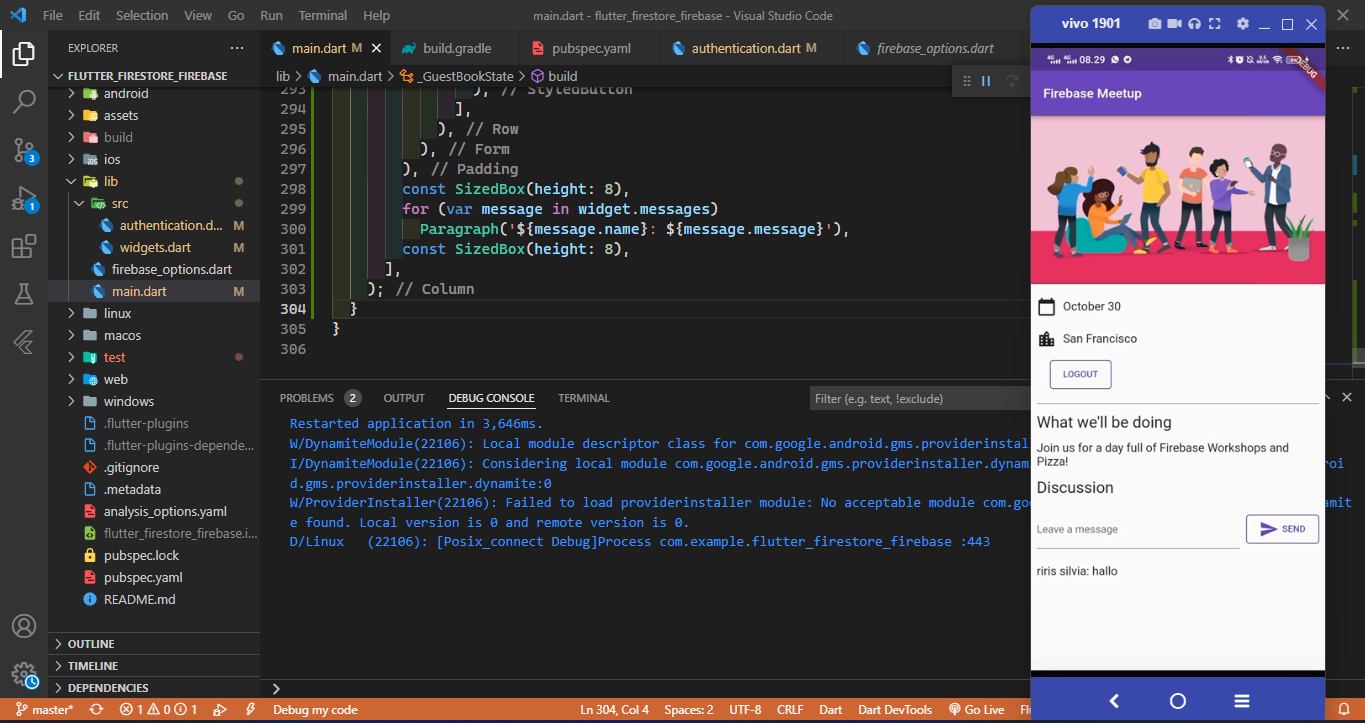 File Edit Selection View Go Run Terminal Help
main.dart - flutter_firestore_firebase - Visual Studio Code
EXPLORER
FLUTTER_FIRESTORE_FIREBASE
android
assets
build
ios
lib
src
authentication.d... M
widgets.dart M
firebase_options.dart
main.dart M
linux
macos
test
web
windows
.flutter-plugins
.flutter-plugins-depende...
.gitignore
.metadata
analysis_options.yaml
flutter_firestore_firebase.i...
pubspec.lock
pubspec.yaml
README.md
OUTLINE
TIMELINE
DEPENDENCIES
3
1
main.dart M
build.gradle
pubspec.yaml
authentication.dart M
firebase_options.dart
lib > main.dart > _GuestBookState > build
293 ), // StyledButton
294 ],
295 ), // Row
296 ), // Form
297 ), // Padding
298 const SizedBox(height: 8),
299 for (var message in widget.messages)
300 Paragraph('${message.name}: ${message.message}'),
301 const SizedBox(height: 8),
302 ],
303 ); // Column
304 }
305 }
306
PROBLEMS 2 OUTPUT DEBUG CONSOLE TERMINAL
Filter (e.g. text, !exclude)
Restarted application in 3,646ms.
W/DynamiteModule(22106): Local module descriptor class for com.google.android.gms.providerinstal
I/DynamiteModule(22106): Considering local module com.google.android.gms.providerinstaller.dynam roi
d.gms.providerinstaller.dynamite:0
W/ProviderInstaller(22106): Failed to load providerinstaller module: No acceptable module com.go amit
e found. Local version is 0 and remote version is 0.
D/Linux (22106): [Posix_connect Debug]Process com.example.flutter_firestore_firebase :443
master* 1 0 1 Debug my code Ln 304, Col 4 Spaces: 2 UTF-8 CRLF Dart Dart DevTools Go Live Flu
vivo 1901
08.29
DEBUG
Firebase Meetup
October 30
San Francisco
LOGOUT
What we'll be doing
Join us for a day full of Firebase Workshops and
Pizza!
Discussion
Leave a message
SEND
riris silvia: hallo